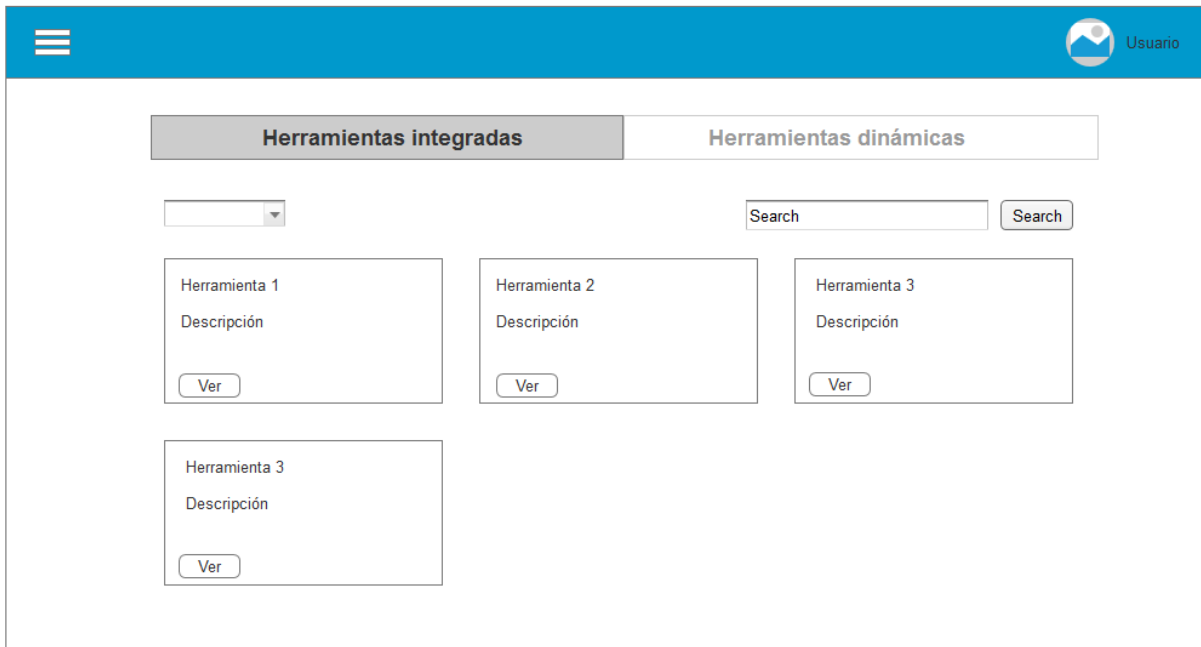 Usuario
Herramientas integradas
Herramientas dinámicas
Search
Search
Herramienta 1
Descripción
Ver
Herramienta 2
Descripción
Ver
Herramienta 3
Descripción
Ver
Herramienta 3
Descripción
Ver